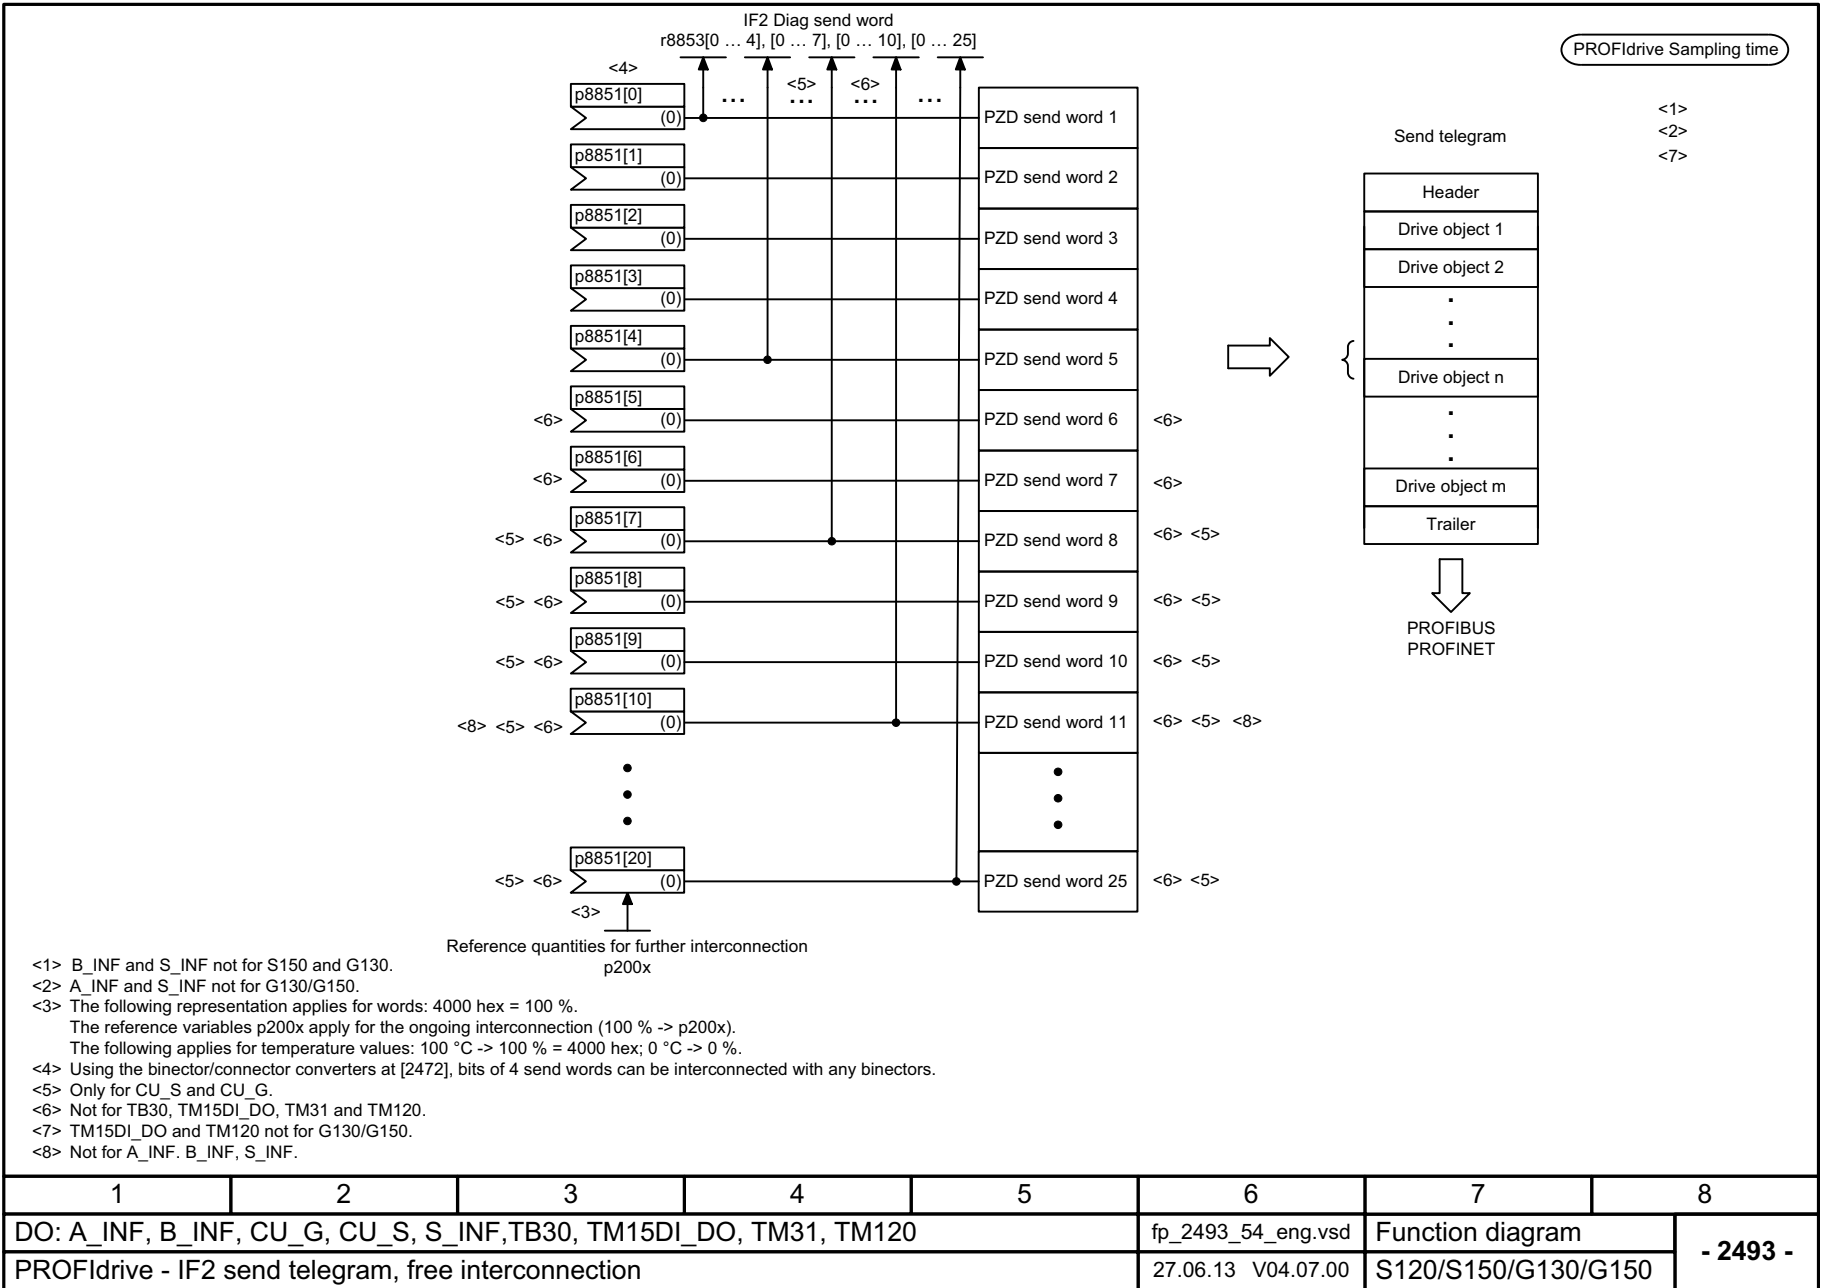 IF2 Diag send word
r8853[0 … 4], [0 … 7], [0 … 10], [0 … 25]
PROFIdrive Sampling time
<4>
<5>
<6>
... ... ... ...
<1>
<2>
<7>
p8851[0]
(0)
PZD send word 1
p8851[1]
(0)
PZD send word 2
p8851[2]
(0)
PZD send word 3
p8851[3]
(0)
PZD send word 4
p8851[4]
(0)
PZD send word 5
p8851[5]
<6> (0)
PZD send word 6 <6>
p8851[6]
<6> (0)
PZD send word 7 <6>
p8851[7]
<5> <6> (0)
PZD send word 8 <6> <5>
p8851[8]
<5> <6> (0)
PZD send word 9 <6> <5>
p8851[9]
<5> <6> (0)
PZD send word 10 <6> <5>
p8851[10]
<8> <5> <6> (0)
PZD send word 11 <6> <5> <8>
p8851[20]
<5> <6> (0)
PZD send word 25 <6> <5>
<3>
Reference quantities for further interconnection
p200x
Send telegram
Header
Drive object 1
Drive object 2
Drive object n
Drive object m
Trailer
PROFIBUS
PROFINET
<1> B_INF and S_INF not for S150 and G130.
<2> A_INF and S_INF not for G130/G150.
<3> The following representation applies for words: 4000 hex = 100 %.
The reference variables p200x apply for the ongoing interconnection (100 % -> p200x).
The following applies for temperature values: 100 °C -> 100 % = 4000 hex; 0 °C -> 0 %.
<4> Using the binector/connector converters at [2472], bits of 4 send words can be interconnected with any binectors.
<5> Only for CU_S and CU_G.
<6> Not for TB30, TM15DI_DO, TM31 and TM120.
<7> TM15DI_DO and TM120 not for G130/G150.
<8> Not for A_INF. B_INF, S_INF.
1 2 3 4 5 6 7 8
DO: A_INF, B_INF, CU_G, CU_S, S_INF,TB30, TM15DI_DO, TM31, TM120
fp_2493_54_eng.vsd
Function diagram
- 2493 -
PROFIdrive - IF2 send telegram, free interconnection
27.06.13 V04.07.00
S120/S150/G130/G150